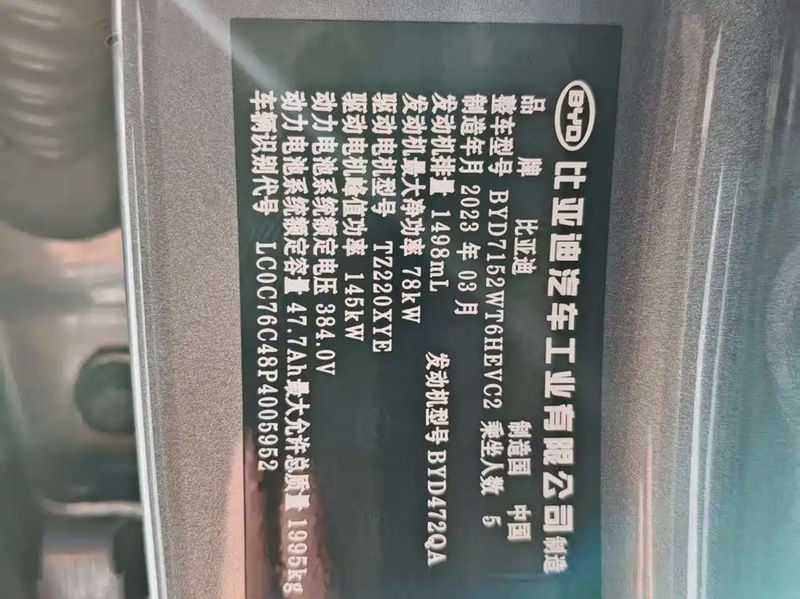 BYD 比亚迪汽车工业有限公司制造
品牌 比亚迪 制造国 中国
整车型号 BYD7152WT6HEVC2 乘坐人数 5
制造年月 2023 年 03 月
发动机排量 1498mL 发动机型号 BYD472QA
发动机最大净功率 78kW
驱动电机型号 TZ220XYE
驱动电机峰值功率 145kW
动力电池系统额定电压 384.0V
动力电池系统额定容量 47.7Ah 最大允许总质量 1995kg
车辆识别代号 LC0C76C48P4005952